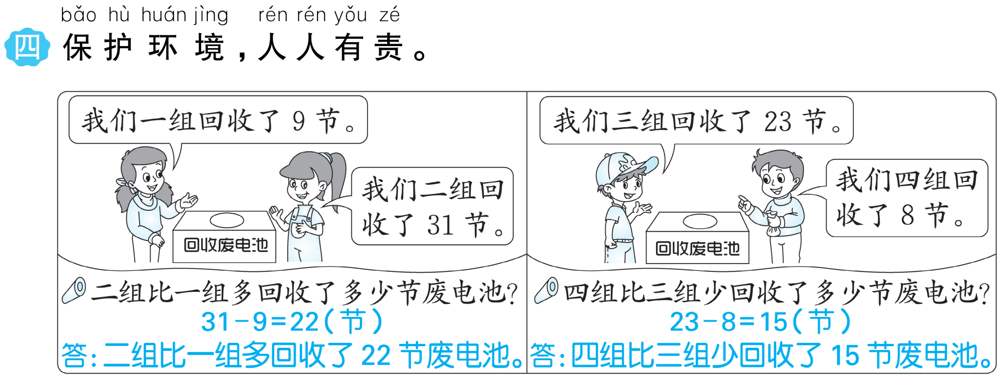 bǎo hù huán jìng rén rén yǒu zé
四 保护环境，人人有责。
我们一组回收了 9 节。
我们二组回
收了 31 节。
回收废电池
二组比一组多回收了多少节废电池?
31-9=22(节)
答:二组比一组多回收了 22 节废电池。
我们三组回收了 23 节。
我们四组回
收了 8 节。
回收废电池
四组比三组少回收了多少节废电池?
23-8=15(节)
答:四组比三组少回收了 15 节废电池。